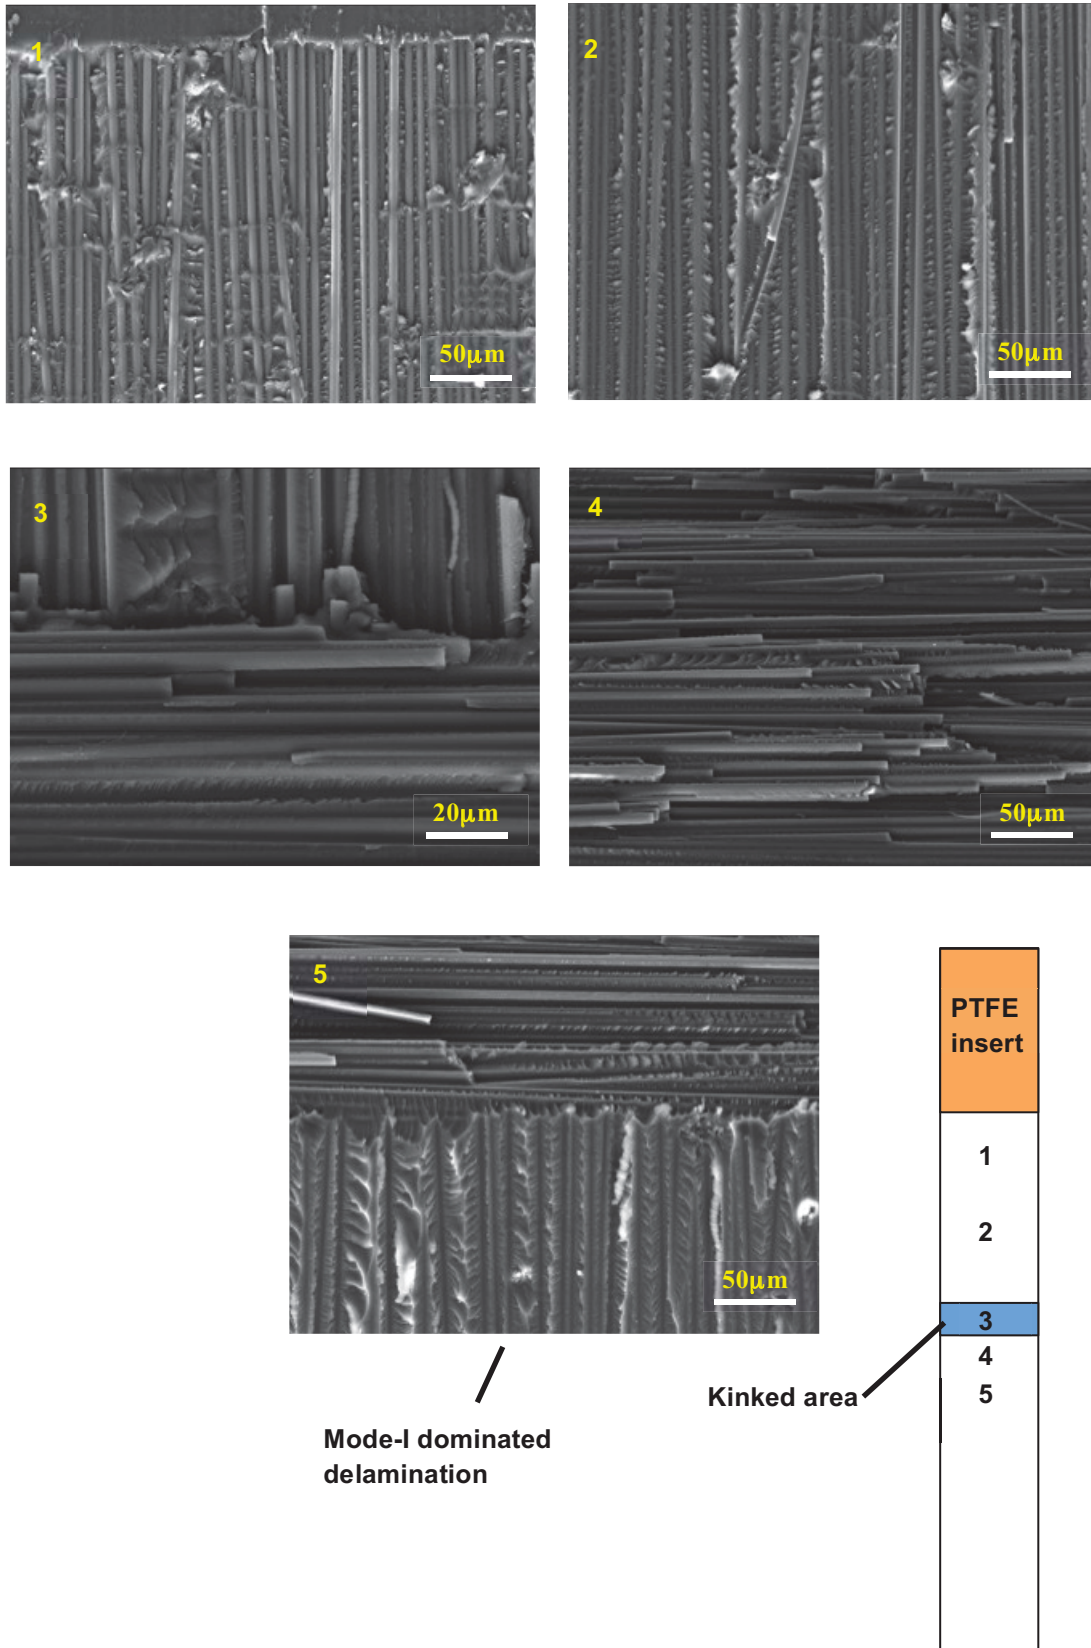 1
50μm
2
50μm
3
20μm
4
50μm
5
50μm
Mode-I dominated
delamination
PTFE
insert
1
2
3
4
5
Kinked area